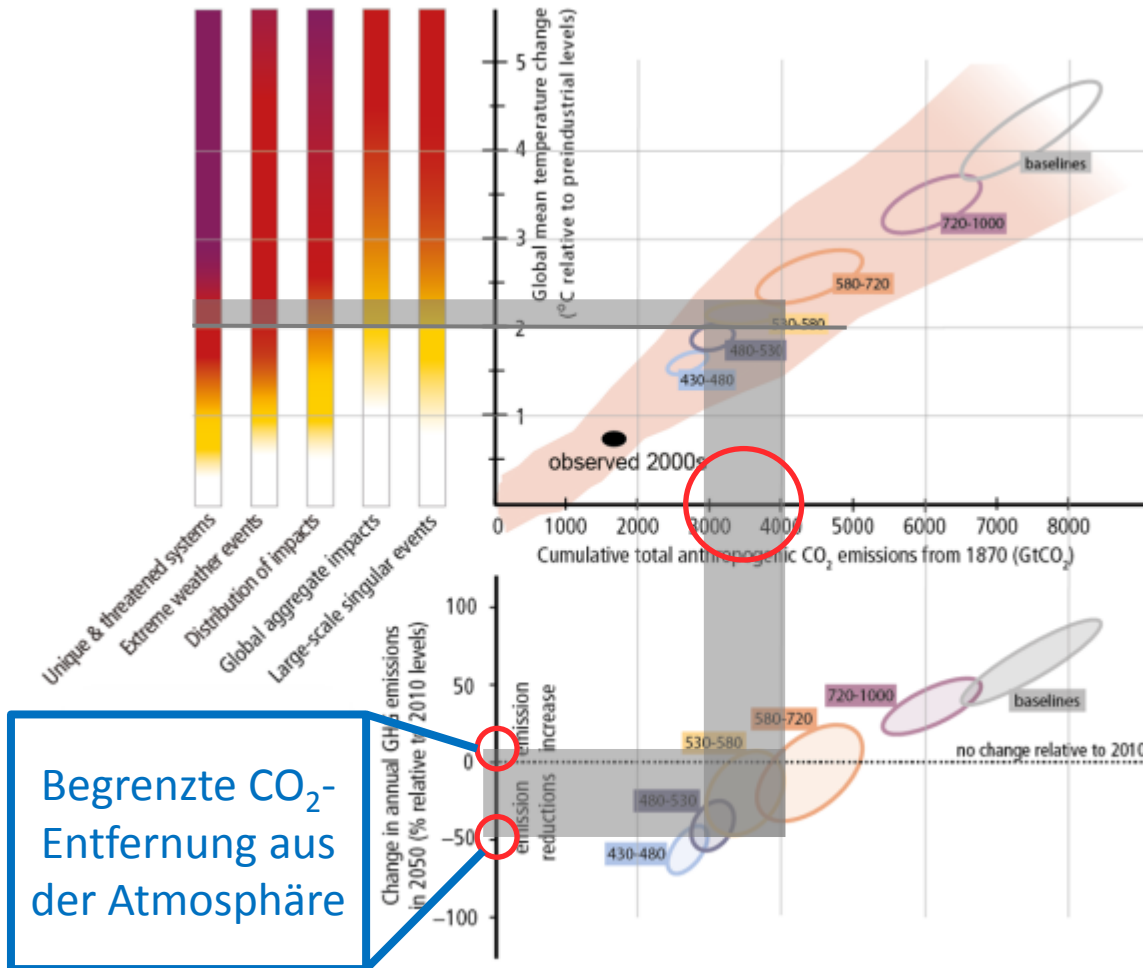 5
4
3
2
1
Global mean temperature change
(°C relative to preindustrial levels)
baselines
720-1000
580-720
530-580
480-530
430-480
observed 2000s
0
1000
2000
3000
4000
5000
6000
7000
8000
Cumulative total anthropogenic CO₂ emissions from 1870 (GtCO₂)
Unique & threatened systems
Extreme weather events
Distribution of impacts
Global aggregate impacts
Large-scale singular events
100
50
0
−50
−100
Change in annual GHG emissions
in 2050 (% relative to 2010 levels)
emission
increase
emission
reductions
720-1000
baselines
580-720
530-580
no change relative to 2010
480-530
430-480
Begrenzte CO₂-
Entfernung aus
der Atmosphäre